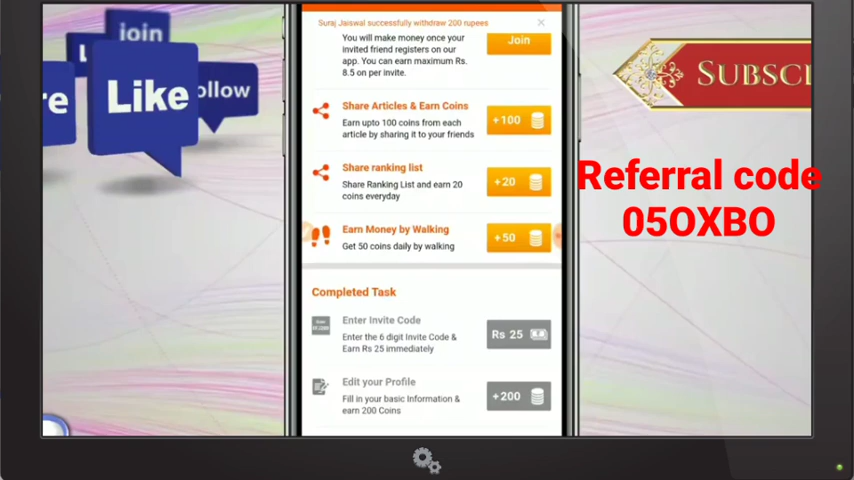 join
Like
ollow
re
Suraj Jaiswal successfully withdraw 200 rupees
You will make money once your
invited friend registers on our
app. You can earn maximum Rs.
8.5 on per invite.
Join
Share Articles & Earn Coins
Earn upto 100 coins from each
article by sharing it to your friends
+100
Share ranking list
Share Ranking List and earn 20
coins everyday
+20
Earn Money by Walking
Get 50 coins daily by walking
+50
Completed Task
Enter Invite Code
Enter the 6 digit Invite Code &
Earn Rs 25 immediately
Rs 25
Edit your Profile
Fill in your basic Information &
earn 200 Coins
+200
SUBSC
Referral code
05OXBO